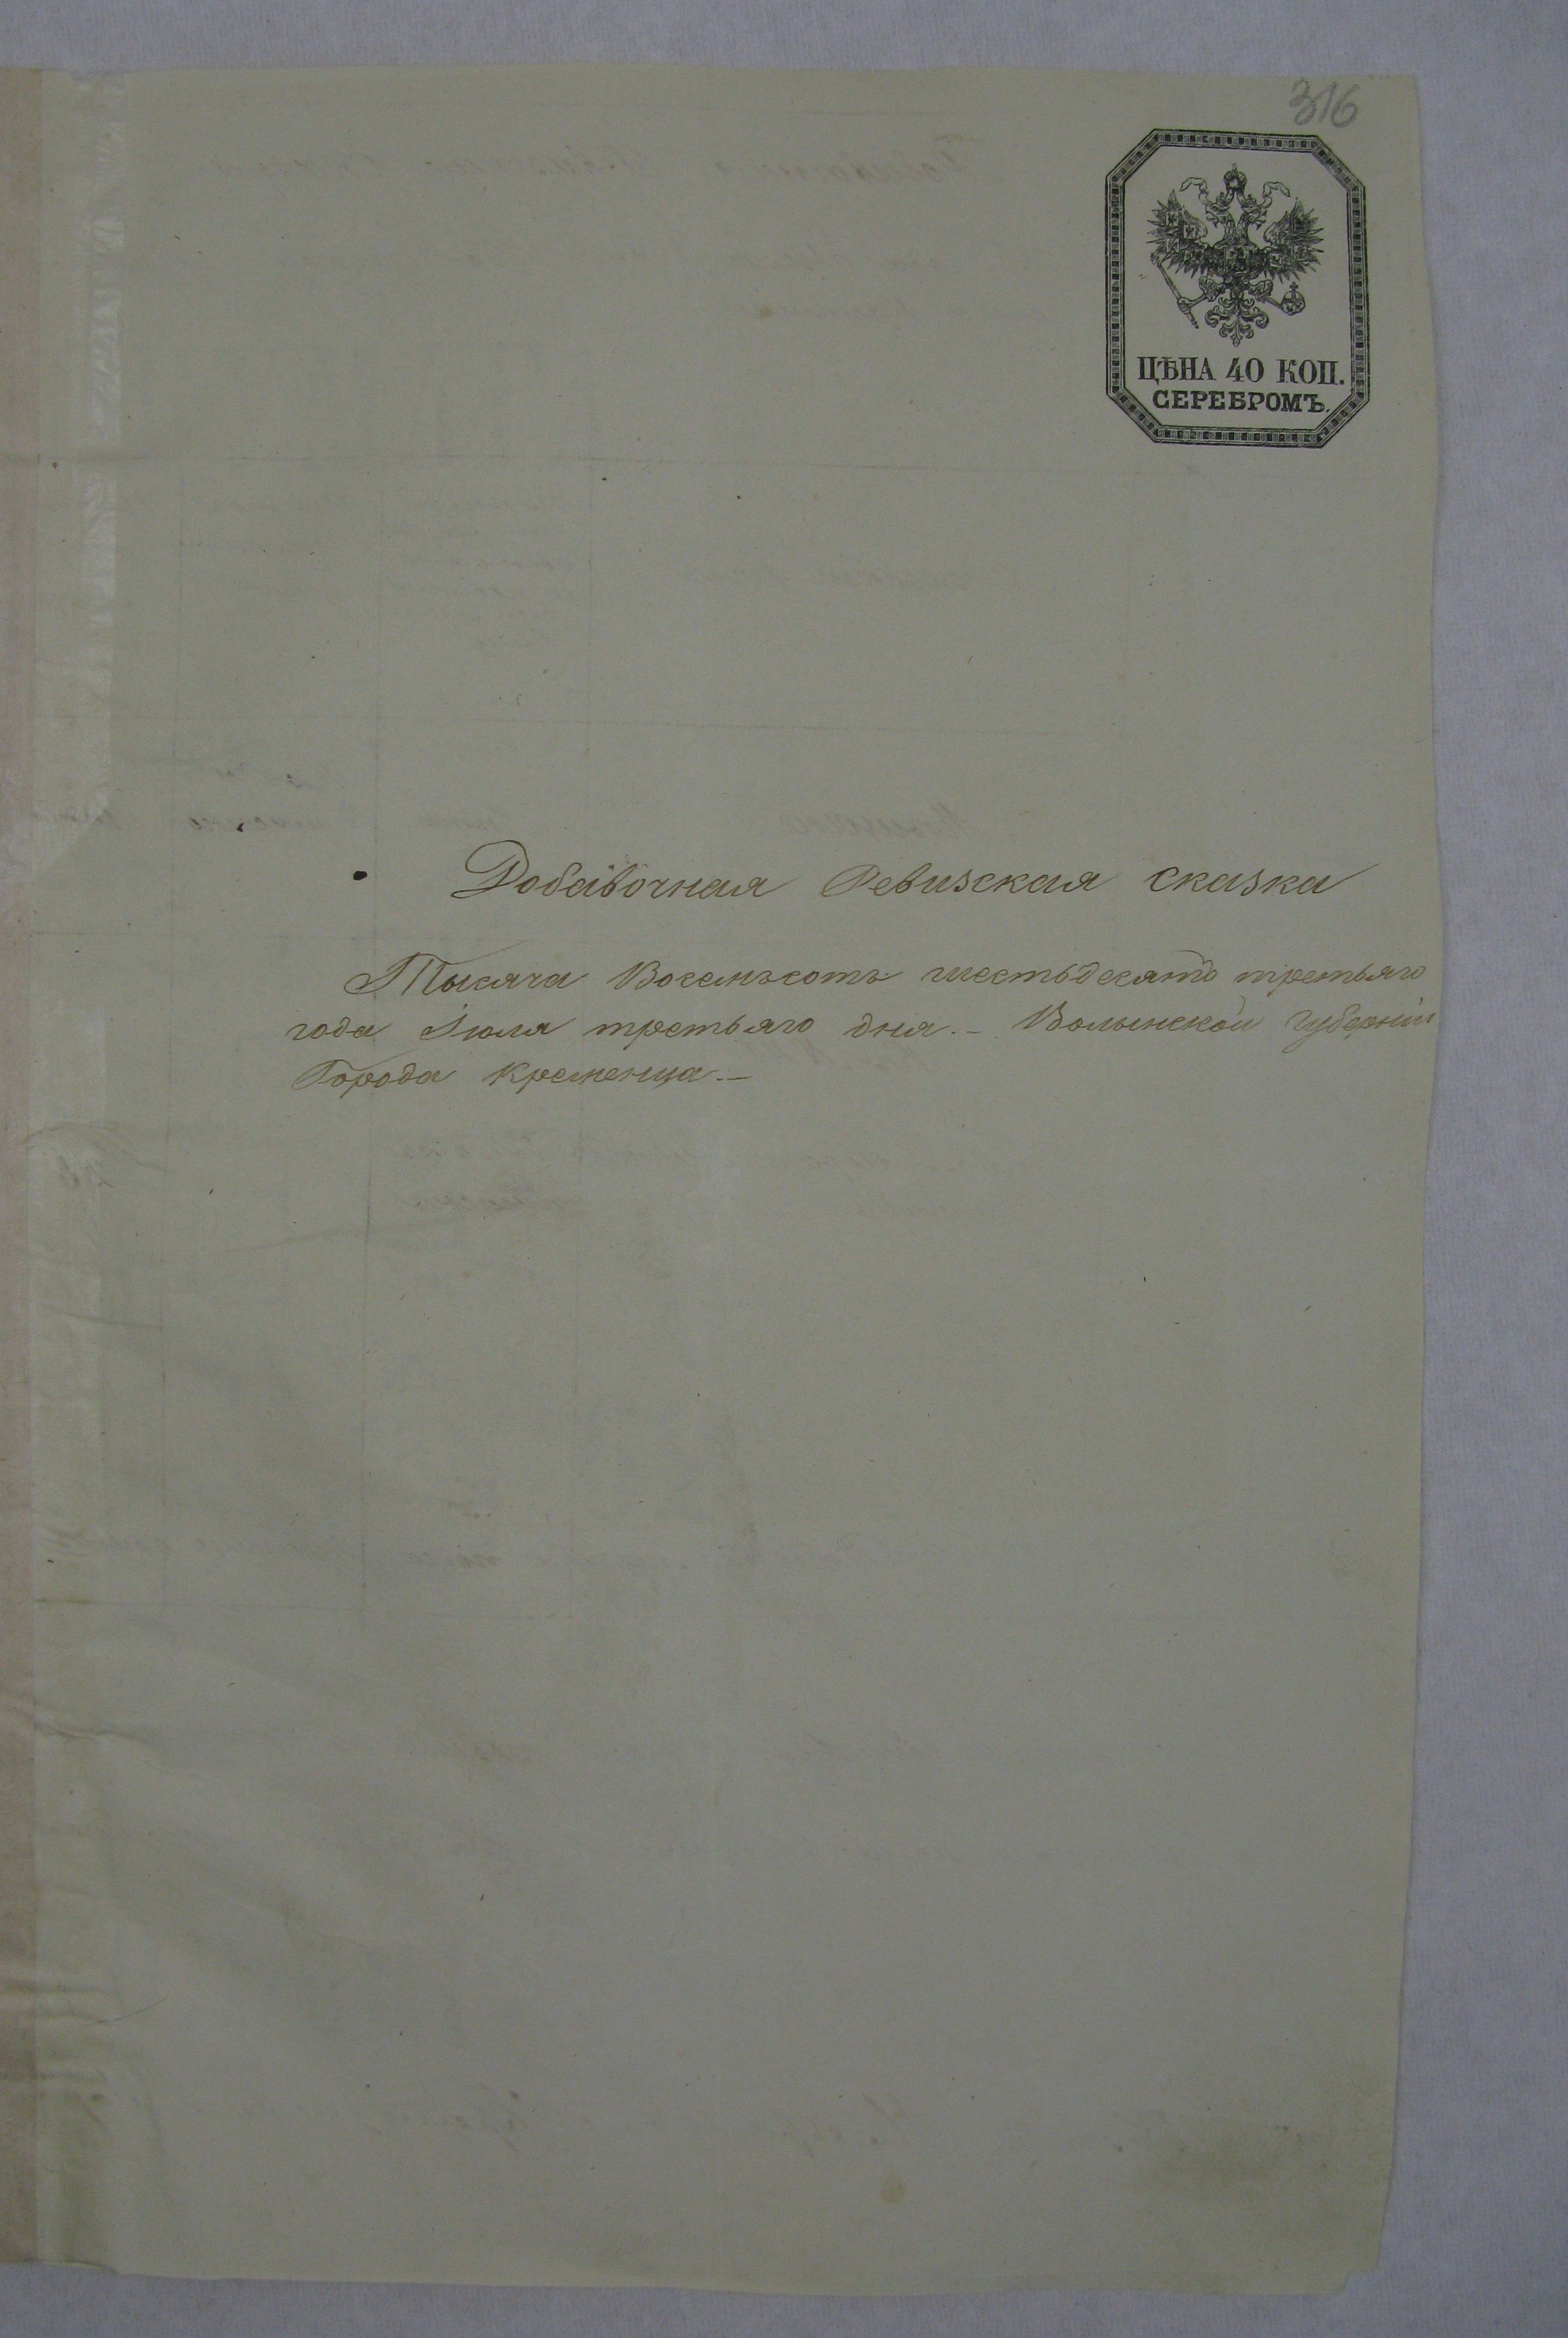 316
ЦѢНА 40 КОП.
СЕРЕБРОМЪ.
Добавочная Ревизская сказка
Тысяча Восемьсотъ шестьдесятъ третьяго
года Іюля третьяго дня.– Волынской Губерніи
Города Кременца.–